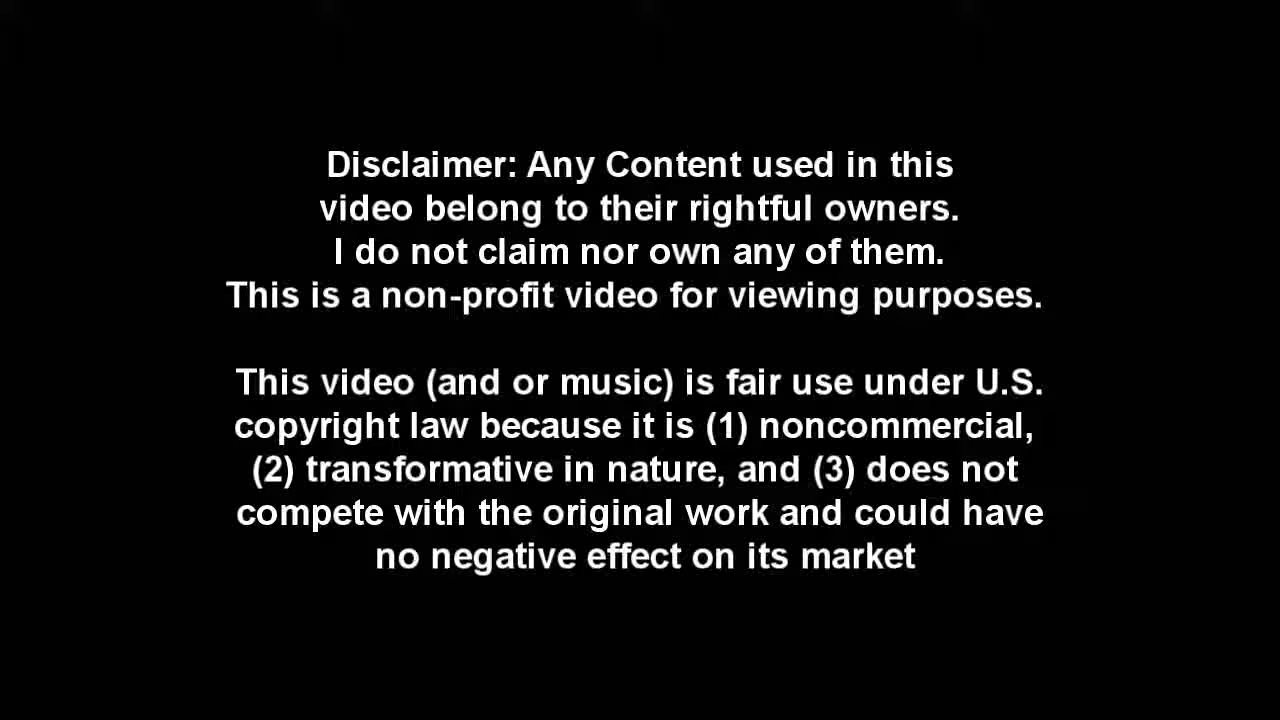 Disclaimer: Any Content used in this
video belong to their rightful owners.
I do not claim nor own any of them.
This is a non-profit video for viewing purposes.
This video (and or music) is fair use under U.S.
copyright law because it is (1) noncommercial,
(2) transformative in nature, and (3) does not
compete with the original work and could have
no negative effect on its market